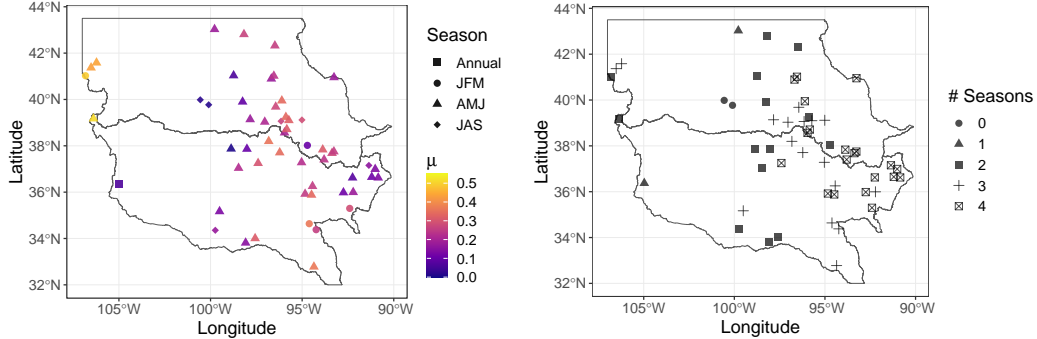 44°N
42°N
40°N
38°N
36°N
34°N
32°N
Latitude
105°W
100°W
95°W
90°W
Longitude
Season
Annual
JFM
AMJ
JAS
μ
0.5
0.4
0.3
0.2
0.1
0.0
44°N
42°N
40°N
38°N
36°N
34°N
32°N
Latitude
105°W
100°W
95°W
90°W
Longitude
# Seasons
0
1
2
3
4